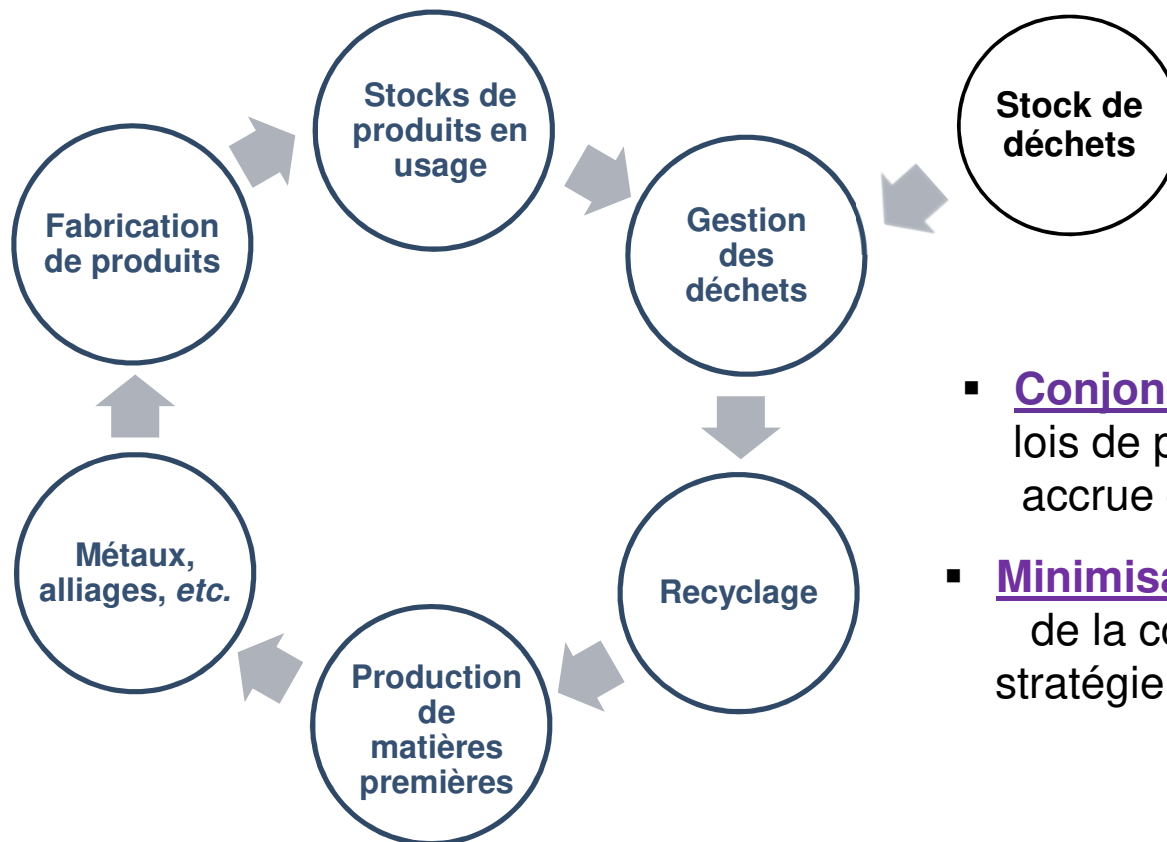 Stocks de
produits en
usage
Stock de
déchets
Fabrication
de produits
Gestion
des
déchets
Métaux,
alliages, etc.
Recyclage
Production
de
matières
premières
▪ Conjon
lois de p
accrue
▪ Minimisa
de la co
stratégie